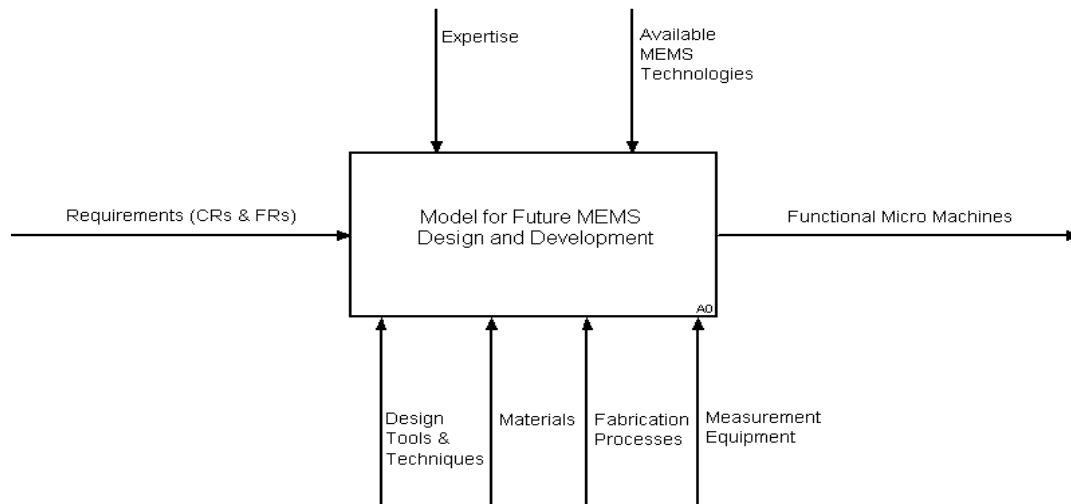 Expertise
Available
MEMS
Technologies
Requirements (CRs & FRs)
Model for Future MEMS
Design and Development
Functional Micro Machines
A0
Design
Tools &
Techniques
Materials
Fabrication
Processes
Measurement
Equipment